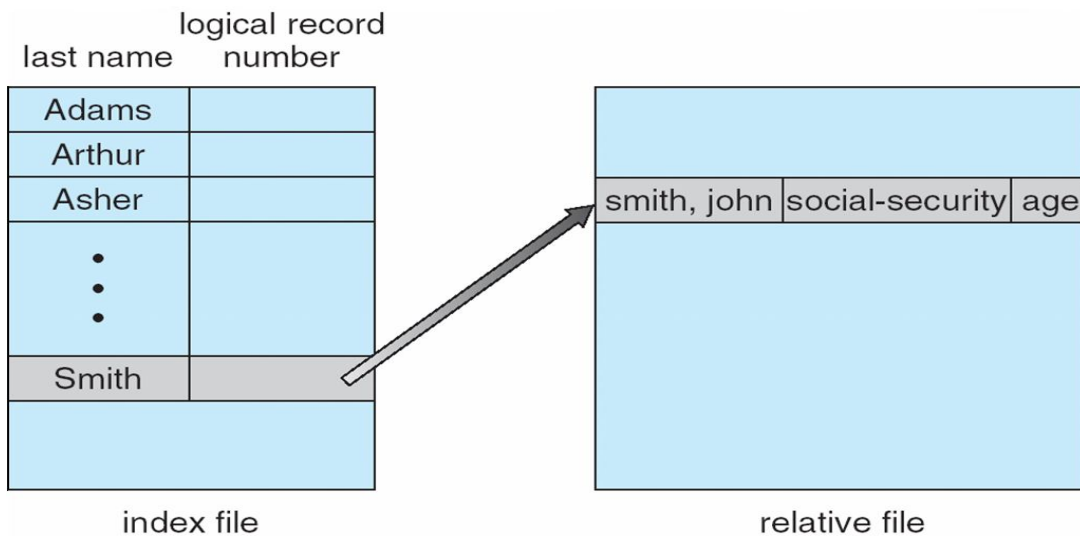 logical record
last name number
Adams
Arthur
Asher
smith, john social-security age
Smith
index file relative file